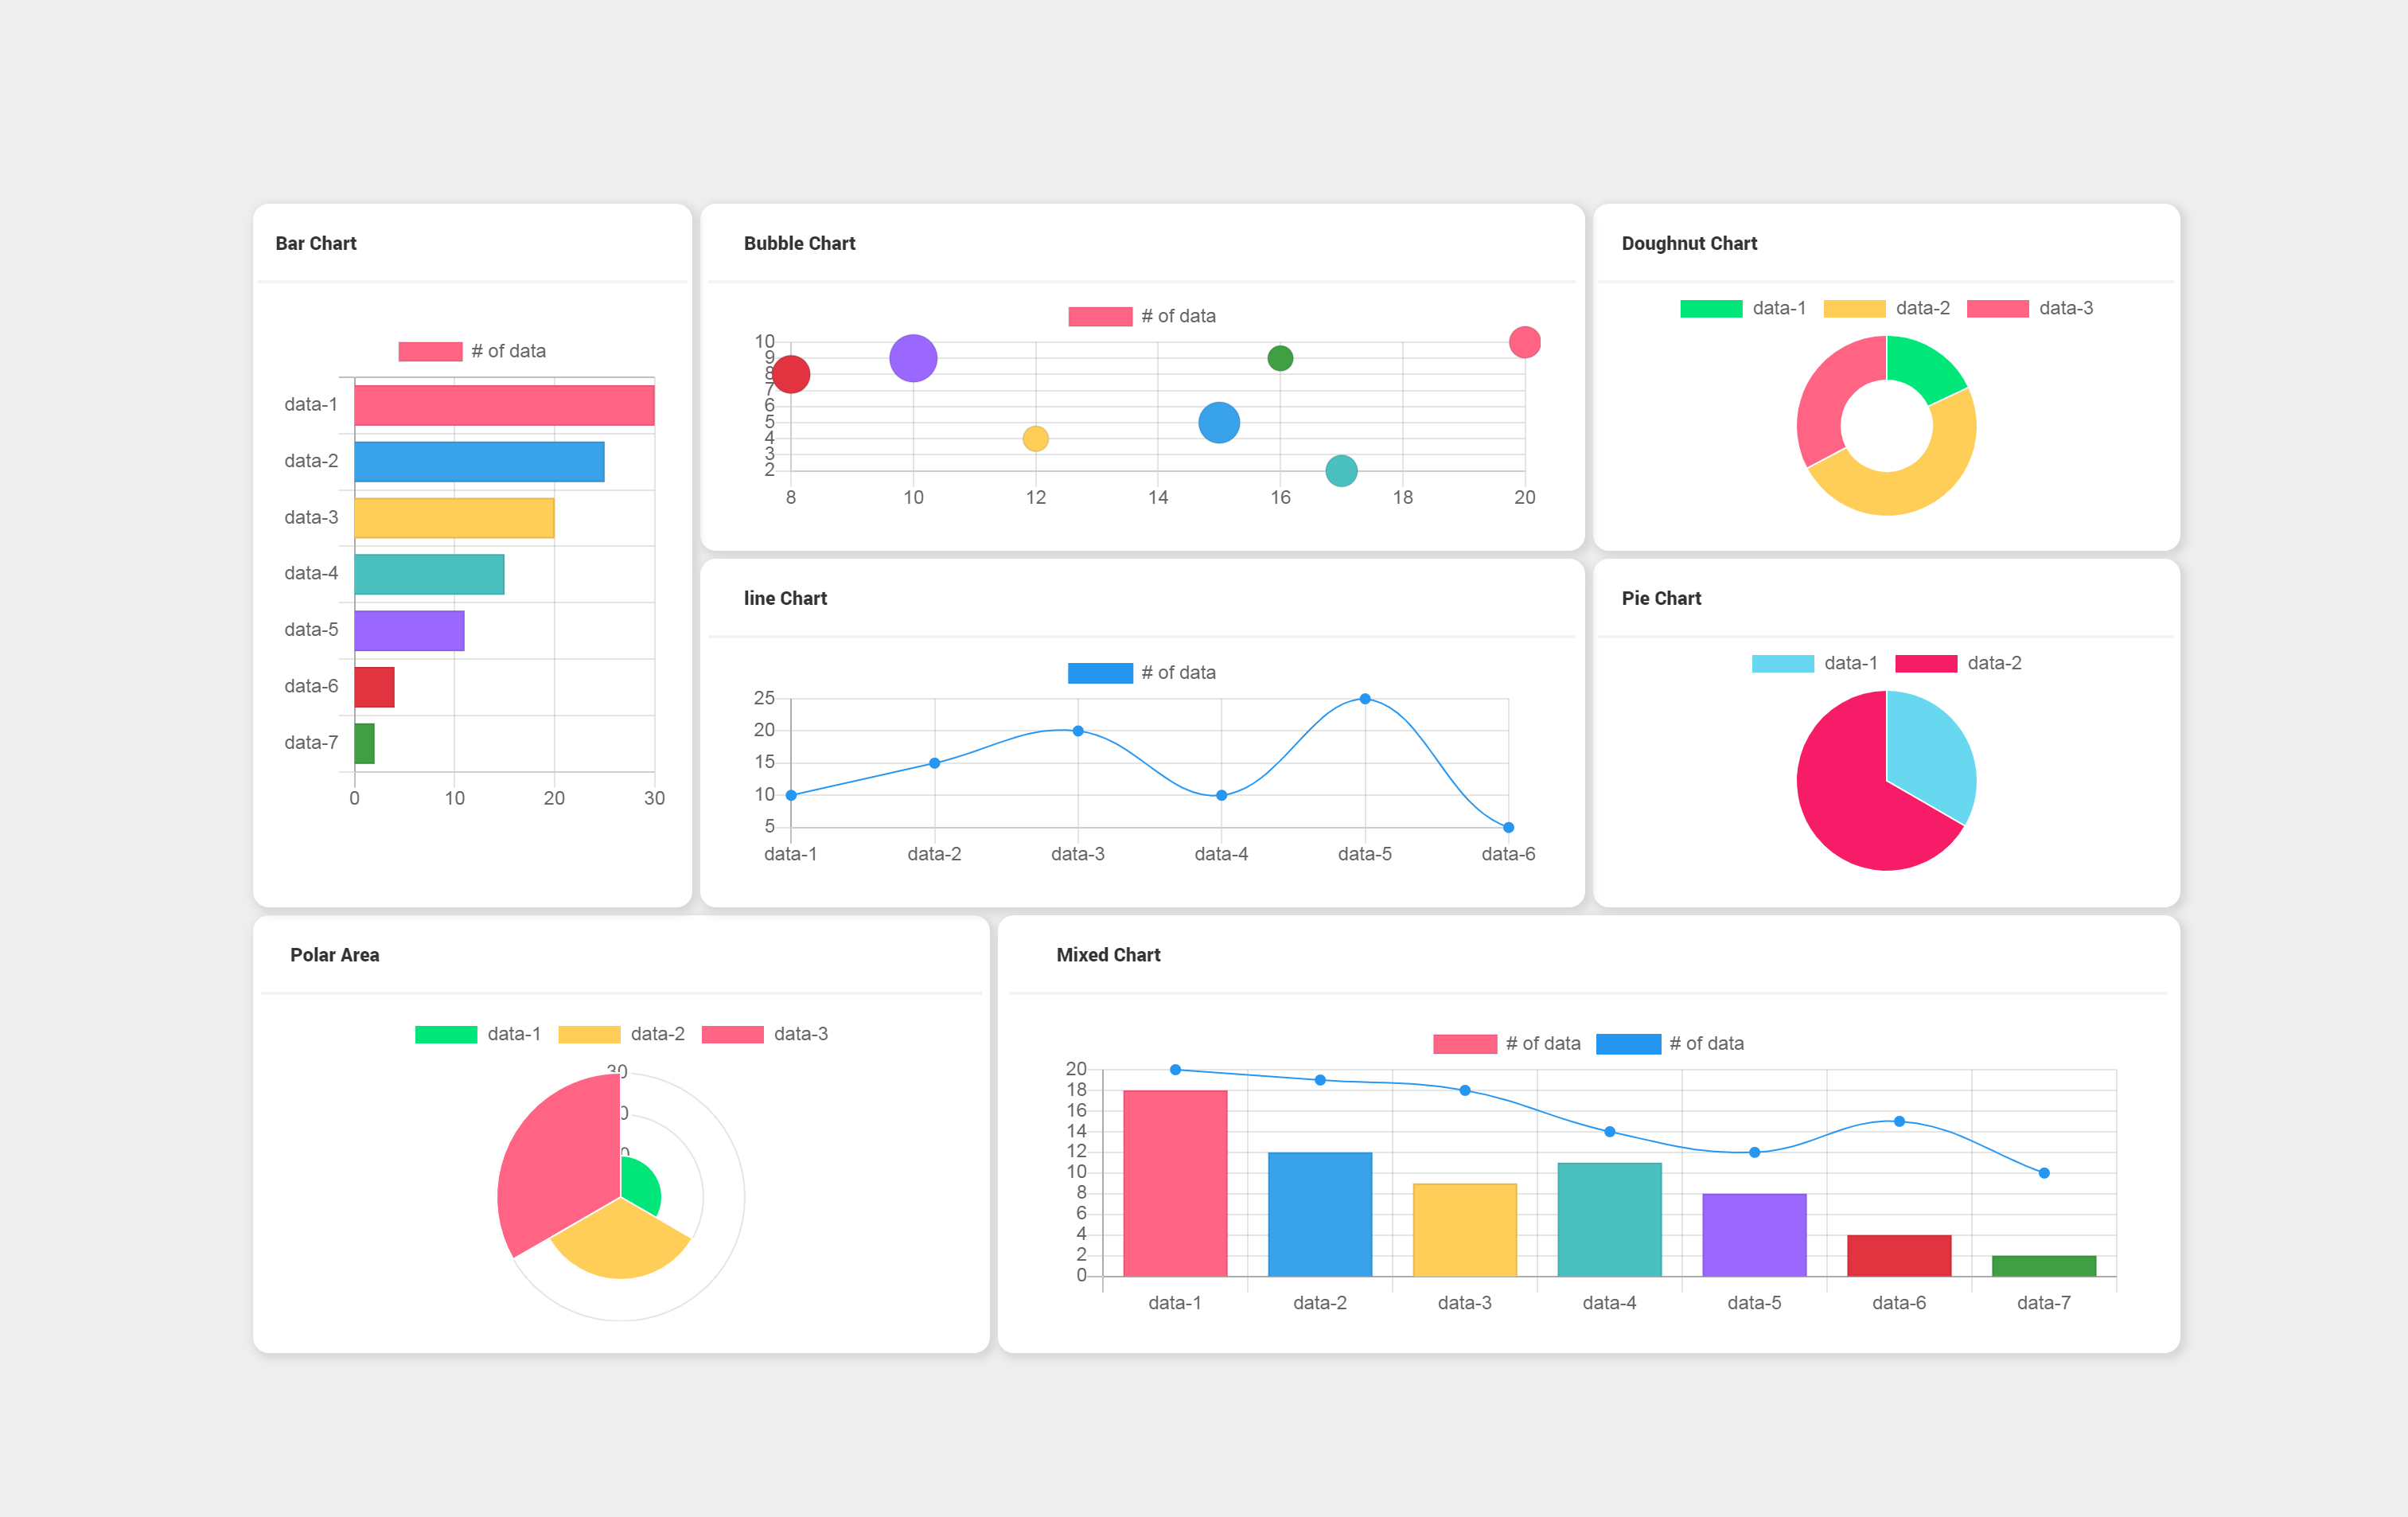 Bar Chart
# of data
data-1
data-2
data-3
data-4
data-5
data-6
data-7
0 10 20 30
Bubble Chart
# of data
10
9
8
7
6
5
4
3
2
8 10 12 14 16 18 20
Doughnut Chart
data-1 data-2 data-3
line Chart
# of data
25
20
15
10
5
data-1 data-2 data-3 data-4 data-5 data-6
Pie Chart
data-1 data-2
Polar Area
data-1 data-2 data-3
30
0
0
Mixed Chart
# of data # of data
20
18
16
14
12
10
8
6
4
2
0
data-1 data-2 data-3 data-4 data-5 data-6 data-7